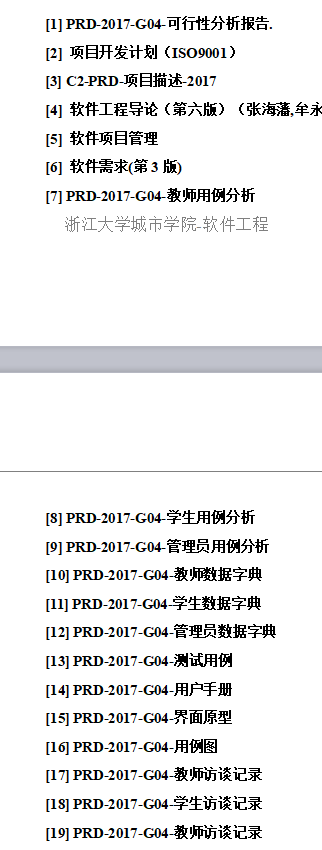 [1] PRD-2017-G04-可行性分析报告.
[2] 项目开发计划（ISO9001）
[3] C2-PRD-项目描述-2017
[4] 软件工程导论（第六版）（张海藩,牟永
[5] 软件项目管理
[6] 软件需求(第3版)
[7] PRD-2017-G04-教师用例分析
浙江大学城市学院-软件工程
[8] PRD-2017-G04-学生用例分析
[9] PRD-2017-G04-管理员用例分析
[10] PRD-2017-G04-教师数据字典
[11] PRD-2017-G04-学生数据字典
[12] PRD-2017-G04-管理员数据字典
[13] PRD-2017-G04-测试用例
[14] PRD-2017-G04-用户手册
[15] PRD-2017-G04-界面原型
[16] PRD-2017-G04-用例图
[17] PRD-2017-G04-教师访谈记录
[18] PRD-2017-G04-学生访谈记录
[19] PRD-2017-G04-教师访谈记录